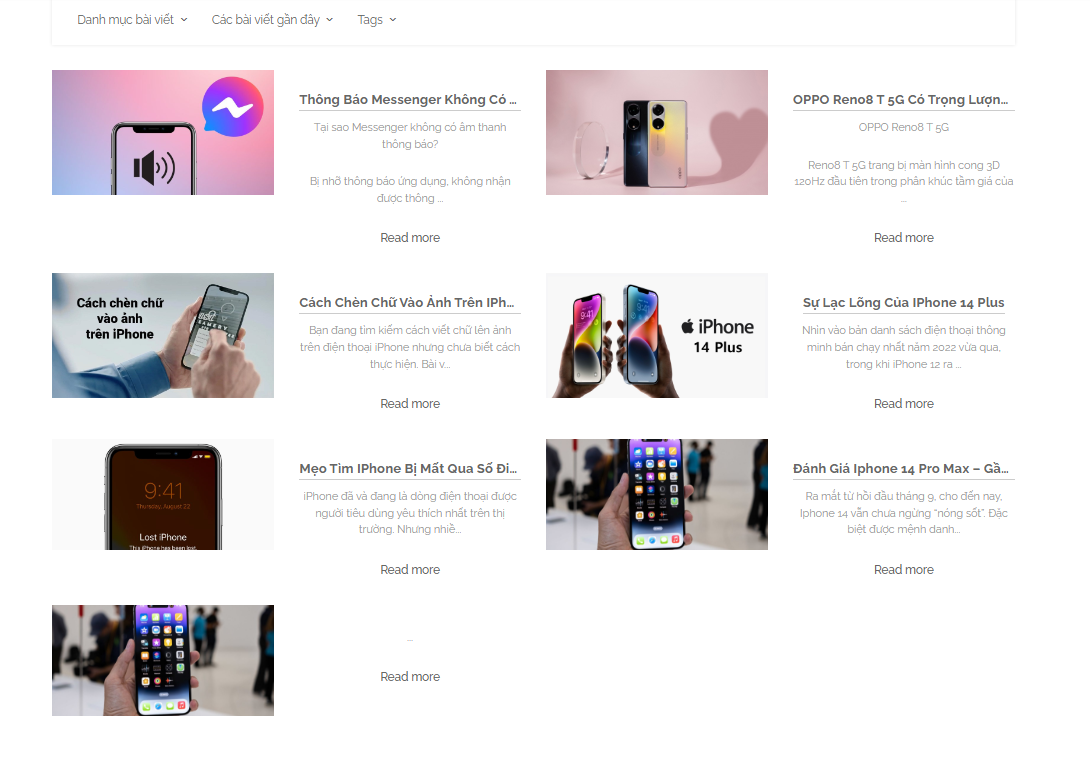 Danh mục bài viết
Các bài viết gần đây
Tags
Thông Báo Messenger Không Có ...
Tại sao Messenger không có âm thanh
thông báo?
Bị nhỡ thông báo ứng dụng, không nhận
được thông ...
Read more
OPPO Reno8 T 5G Có Trọng Lượn...
OPPO Reno8 T 5G
Reno8 T 5G trang bị màn hình cong 3D
120Hz đầu tiên trong phân khúc tầm giá của
...
Read more
Cách chèn chữ
vào ảnh
trên iPhone
Cách Chèn Chữ Vào Ảnh Trên IPh...
Bạn đang tìm kiếm cách viết chữ lên ảnh
trên điện thoại iPhone nhưng chưa biết cách
thực hiện. Bài v...
Read more
iPhone
14 Plus
Sự Lạc Lõng Của IPhone 14 Plus
Nhìn vào bản danh sách điện thoại thông
minh bán chạy nhất năm 2022 vừa qua,
trong khi iPhone 12 ra ...
Read more
9:41
Thursday, August 22
Lost iPhone
This iPhone has been lost.
Mẹo Tìm IPhone Bị Mất Qua Số Đi...
iPhone đã và đang là dòng điện thoại được
người tiêu dùng yêu thích nhất trên thị
trường. Nhưng nhiề...
Read more
Đánh Giá Iphone 14 Pro Max – Gầ...
Ra mắt từ hồi đầu tháng 9, cho đến nay,
Iphone 14 vẫn chưa ngừng “nóng sốt”. Đặc
biệt được mệnh danh...
Read more
...
Read more